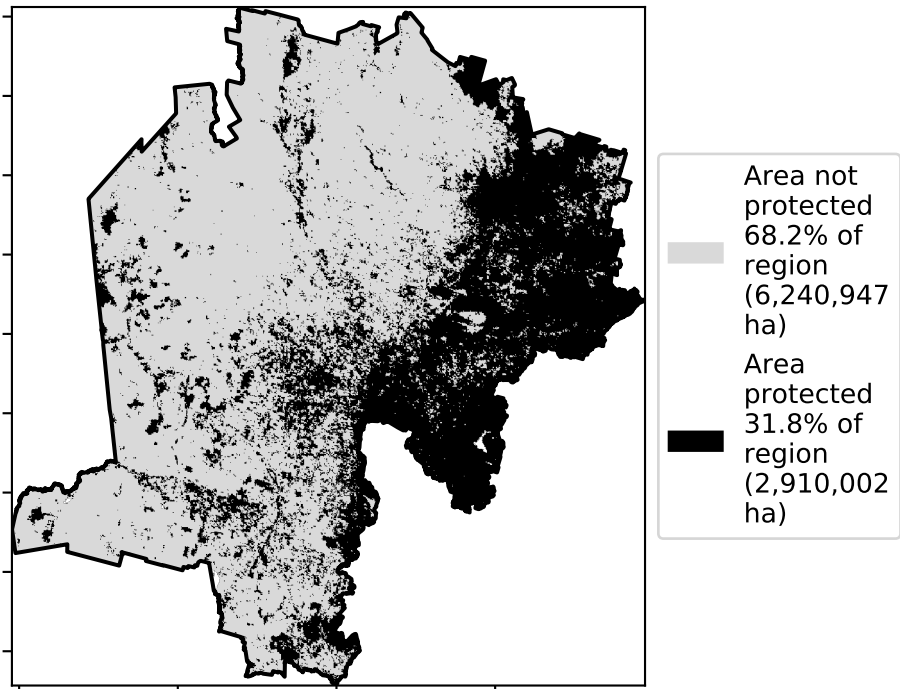 Area not
protected
68.2% of
region
(6,240,947
ha)
Area
protected
31.8% of
region
(2,910,002
ha)